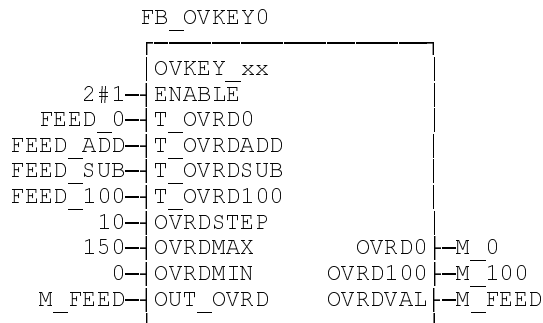 FB_OVKEY0
OVKEY_xx
2#1 ENABLE
FEED_0 T_OVRD0
FEED_ADD T_OVRDADD
FEED_SUB T_OVRDSUB
FEED_100 T_OVRD100
10 OVRDSTEP
150 OVRDMAX OVRD0 M_0
0 OVRDMIN OVRD100 M_100
M_FEED OUT_OVRD OVRDVAL M_FEED